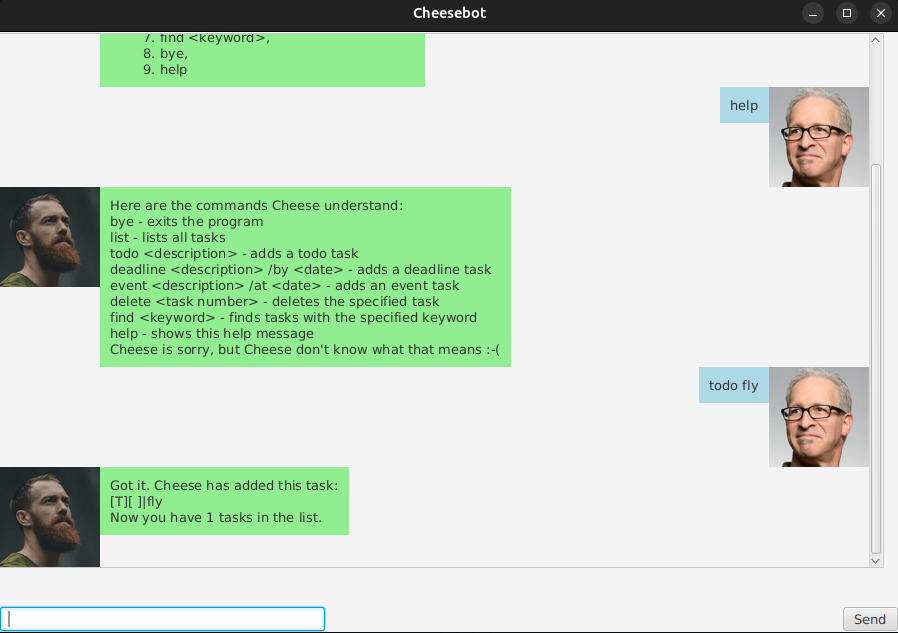 Cheesebot
7. find <keyword>,
8. bye,
9. help
help
Here are the commands Cheese understand:
bye - exits the program
list - lists all tasks
todo <description> - adds a todo task
deadline <description> /by <date> - adds a deadline task
event <description> /at <date> - adds an event task
delete <task number> - deletes the specified task
find <keyword> - finds tasks with the specified keyword
help - shows this help message
Cheese is sorry, but Cheese don't know what that means :-(
todo fly
Got it. Cheese has added this task:
[T][ ]|fly
Now you have 1 tasks in the list.
Send